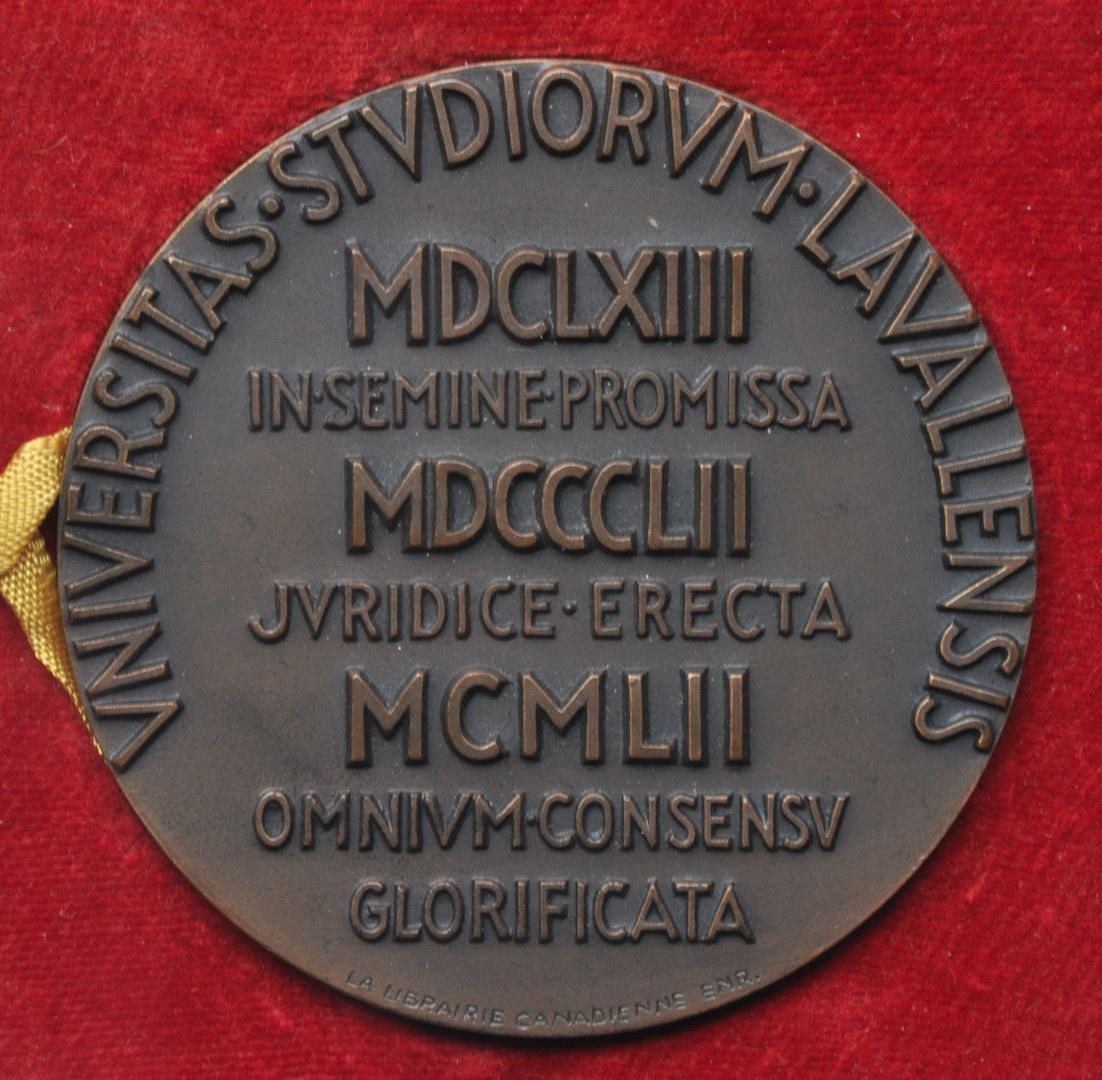 VNIVERSITAS·STVDIORVM·LAVALLENSIS
MDCLXIII
IN·SEMINE·PROMISSA
MDCCCLII
JVRIDICE·ERECTA
MCMLII
OMNIVM·CONSENSV
GLORIFICATA
LA LIBRAIRIE CANADIENNE ENR.